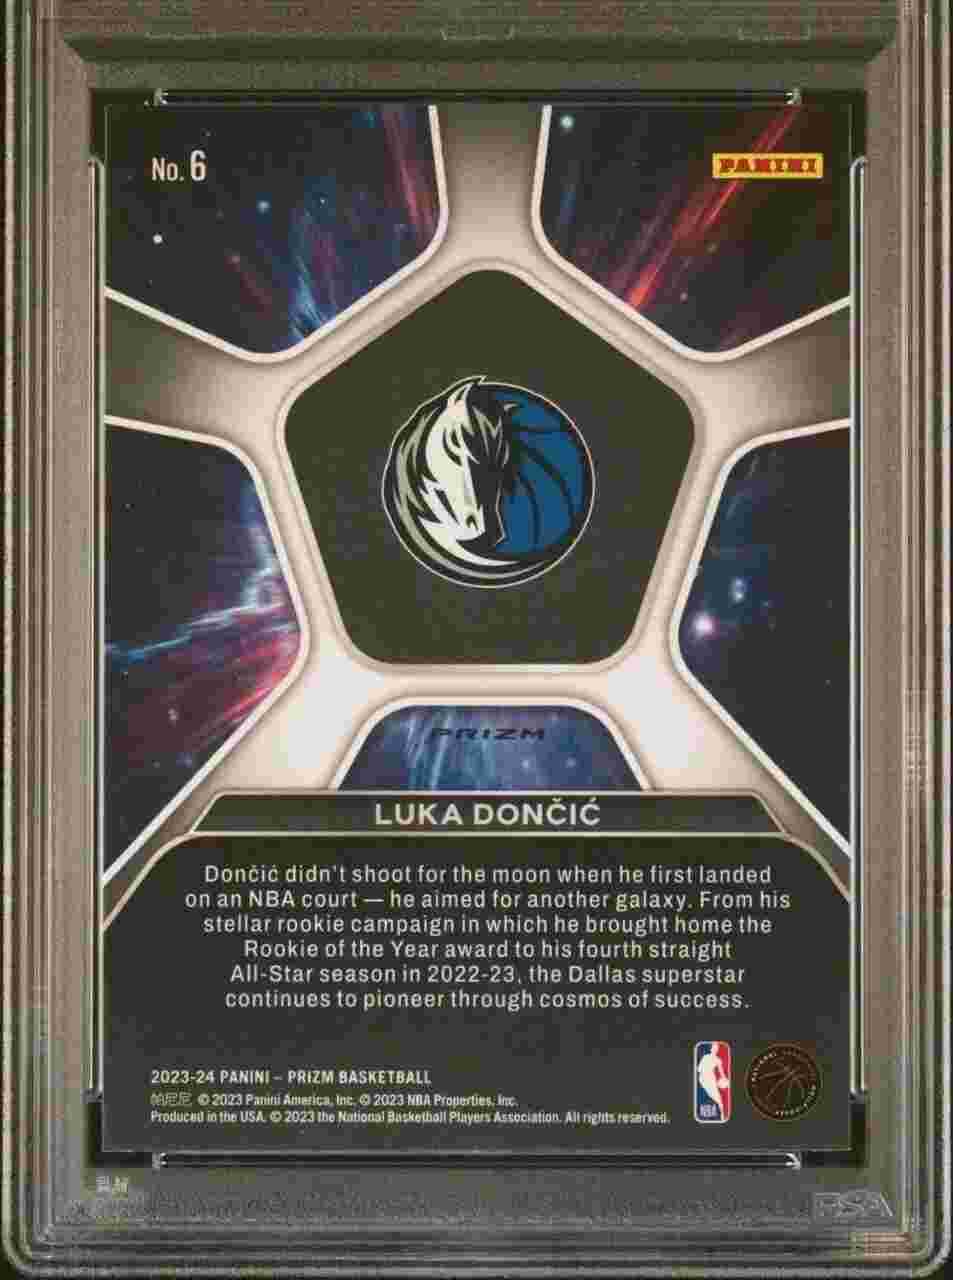 No. 6
PANINI
PRIZM
LUKA DONČIĆ
Dončić didn't shoot for the moon when he first landed
on an NBA court — he aimed for another galaxy. From his
stellar rookie campaign in which he brought home the
Rookie of the Year award to his fourth straight
All-Star season in 2022-23, the Dallas superstar
continues to pioneer through cosmos of success.
2023-24 PANINI – PRIZM BASKETBALL
© 2023 Panini America, Inc. © 2023 NBA Properties, Inc.
Produced in the USA. © 2023 the National Basketball Players Association. All rights reserved.
NBA
PSA